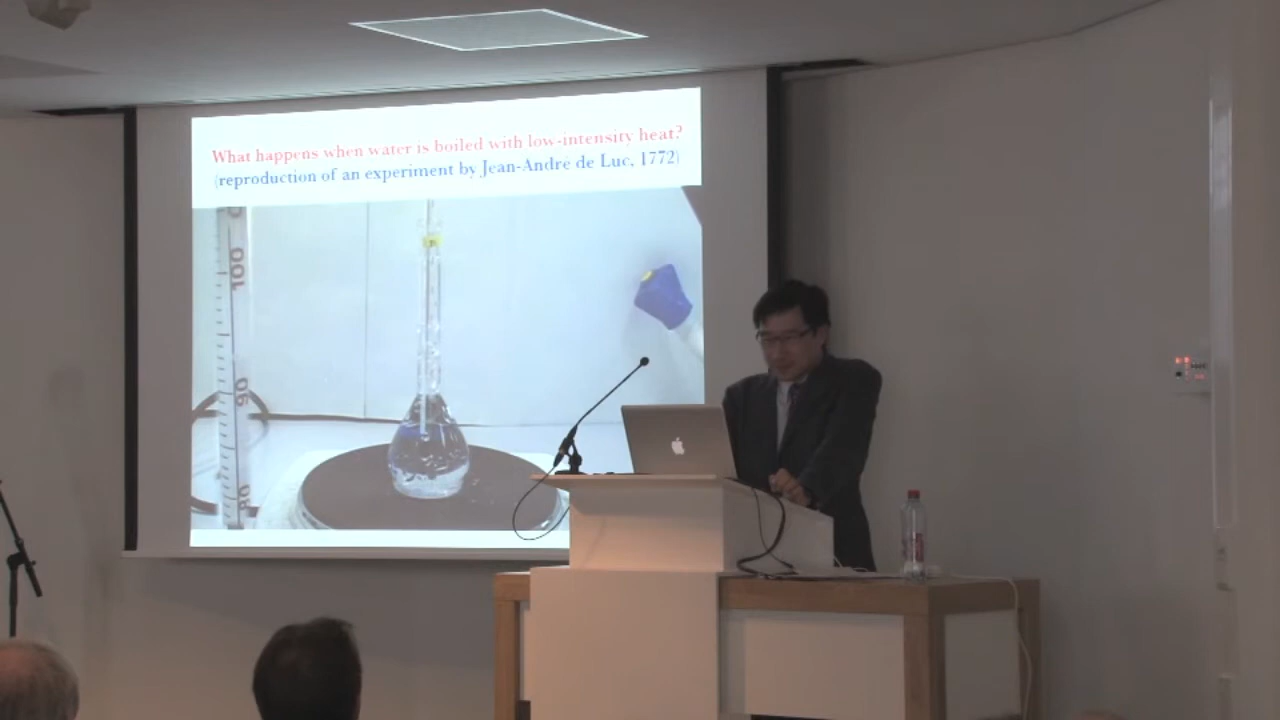 What happens when water is boiled with low-intensity heat?
(reproduction of an experiment by Jean-André de Luc, 1772)
100
90
80